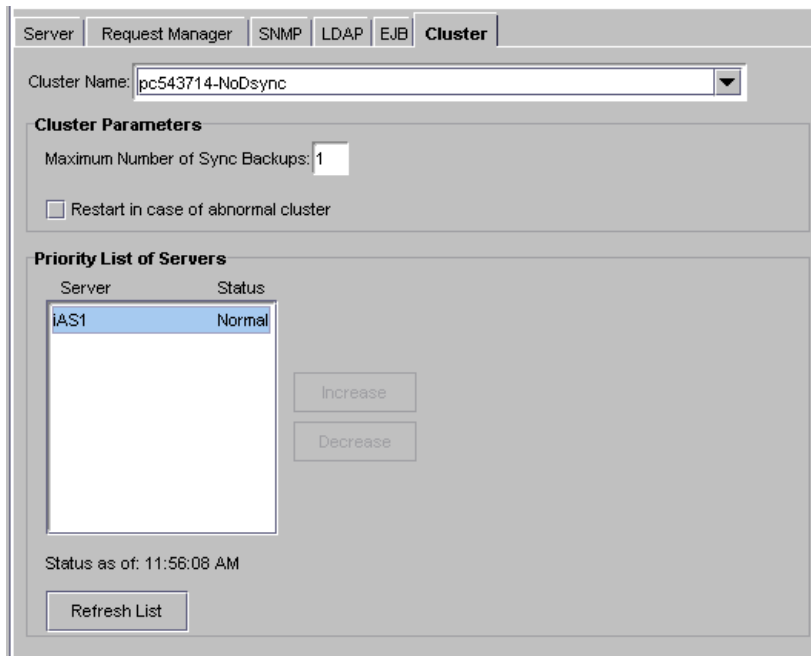 Server Request Manager SNMP LDAP EJB Cluster
Cluster Name: pc543714-NoDsync
Cluster Parameters
Maximum Number of Sync Backups: 1
Restart in case of abnormal cluster
Priority List of Servers
Server Status
iAS1 Normal
Increase
Decrease
Status as of: 11:56:08 AM
Refresh List